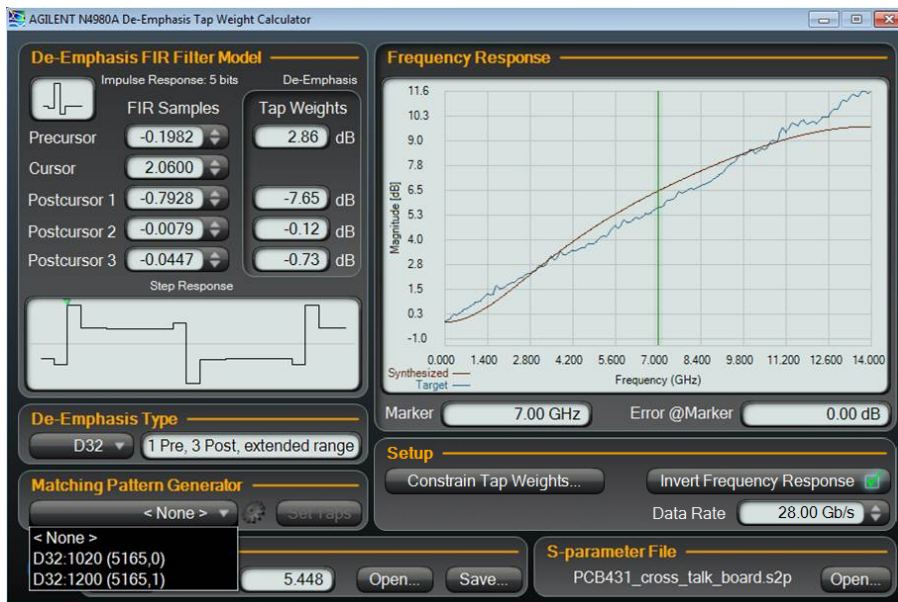 AGILENT N4980A De-Emphasis Tap Weight Calculator
De-Emphasis FIR Filter Model
Impulse Response: 5 bits
De-Emphasis
FIR Samples
Tap Weights
Precursor -0.1982 2.86 dB
Cursor 2.0600
Postcursor 1 -0.7928 -7.65 dB
Postcursor 2 -0.0079 -0.12 dB
Postcursor 3 -0.0447 -0.73 dB
Step Response
De-Emphasis Type
D32 1 Pre, 3 Post, extended range
Matching Pattern Generator
< None > Set Taps
< None >
D32:1020 (5165,0)
D32:1200 (5165,1)
5.448 Open... Save...
Frequency Response
Magnitude [dB]
11.6
10.3
9.0
7.8
6.5
5.3
4.0
2.8
1.5
0.3
-1.0
0.000 1.400 2.800 4.200 5.600 7.000 8.400 9.800 11.200 12.600 14.000
Synthesized
Target
Frequency (GHz)
Marker 7.00 GHz Error @Marker 0.00 dB
Setup
Constrain Tap Weights... Invert Frequency Response
Data Rate 28.00 Gb/s
S-parameter File
PCB431_cross_talk_board.s2p Open...